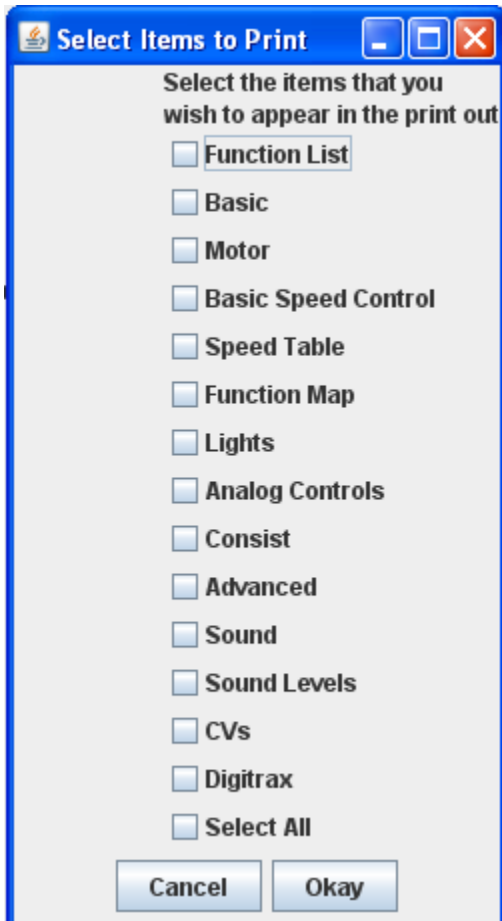 Select Items to Print
Select the items that you
wish to appear in the print out
Function List
Basic
Motor
Basic Speed Control
Speed Table
Function Map
Lights
Analog Controls
Consist
Advanced
Sound
Sound Levels
CVs
Digitrax
Select All
Cancel Okay